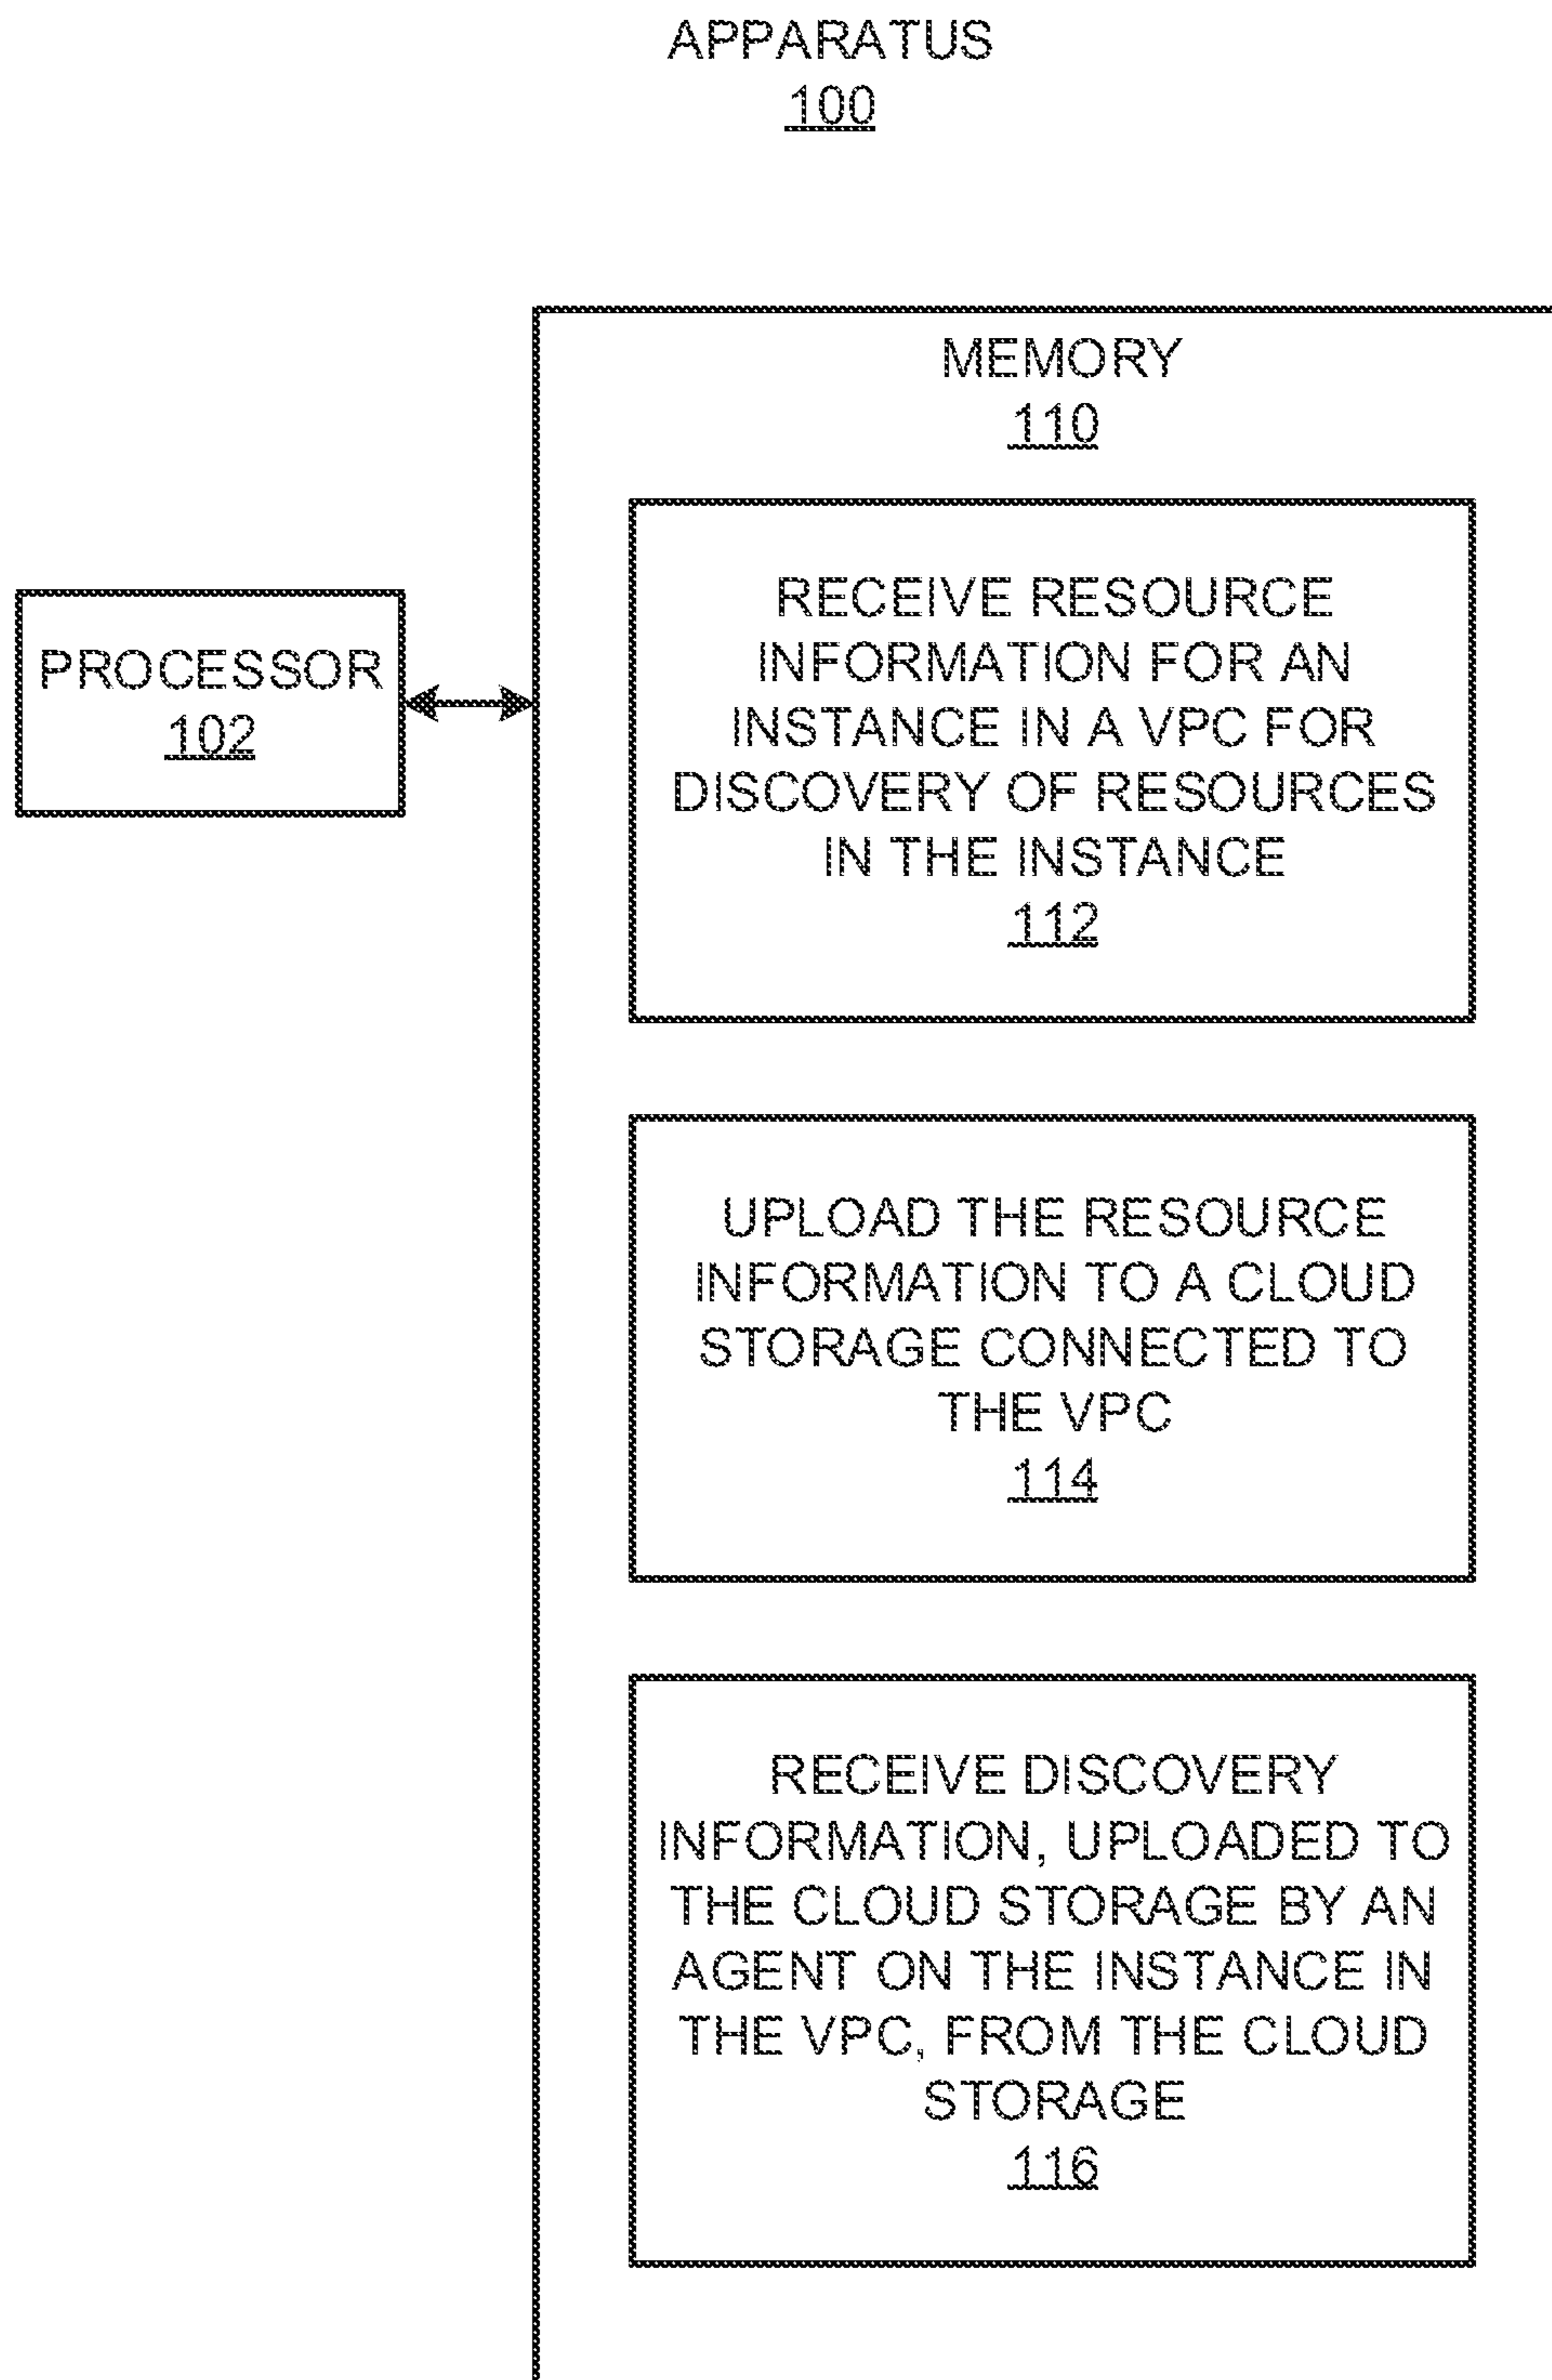 APPARATUS
100
MEMORY
110
PROCESSOR
102
RECEIVE RESOURCE
INFORMATION FOR AN
INSTANCE IN A VPC FOR
DISCOVERY OF RESOURCES
IN THE INSTANCE
112
UPLOAD THE RESOURCE
INFORMATION TO A CLOUD
STORAGE CONNECTED TO
THE VPC
114
RECEIVE DISCOVERY
INFORMATION, UPLOADED TO
THE CLOUD STORAGE BY AN
AGENT ON THE INSTANCE IN
THE VPC, FROM THE CLOUD
STORAGE
116